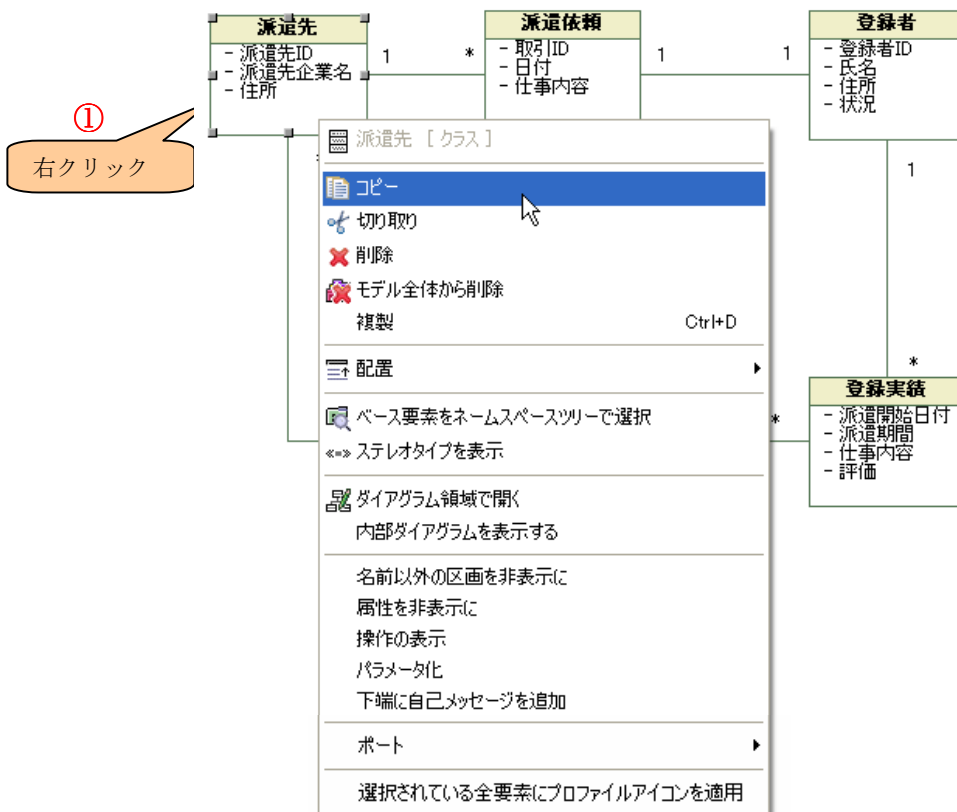 派遣先
- 派遣先ID
- 派遣先企業名
- 住所
1
*
派遣依頼
- 取引ID
- 日付
- 仕事内容
1
1
登録者
- 登録者ID
- 氏名
- 住所
- 状況
①
右クリック
1
*
登録実績
- 派遣開始日付
- 派遣期間
- 仕事内容
- 評価
*
派遣先 [ クラス ]
コピー
切り取り
削除
モデル全体から削除
複製 Ctrl+D
配置
ベース要素をネームスペースツリーで選択
«=» ステレオタイプを表示
ダイアグラム領域で開く
内部ダイアグラムを表示する
名前以外の区画を非表示に
属性を非表示に
操作の表示
パラメータ化
下端に自己メッセージを追加
ポート
選択されている全要素にプロファイルアイコンを適用